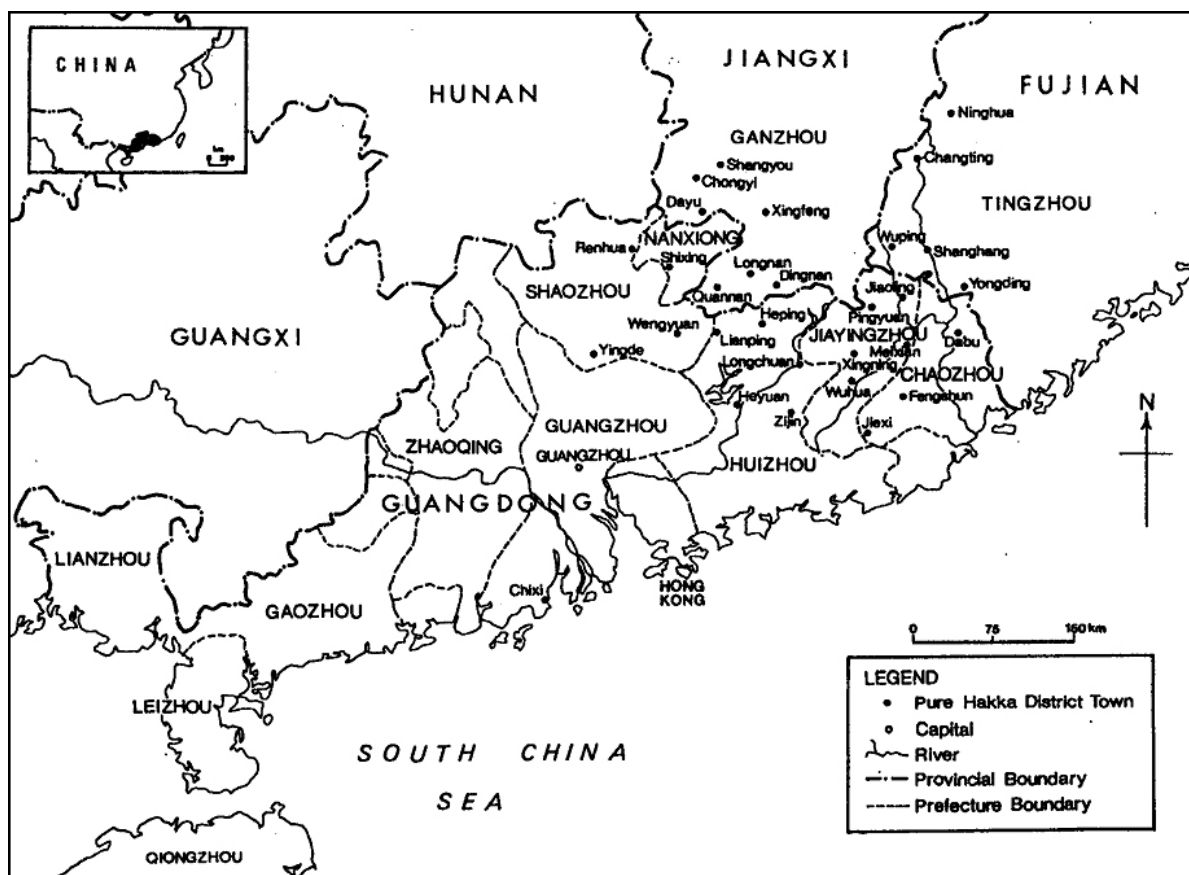 CHINA
km
HUNAN
JIANGXI
FUJIAN
GANZHOU
Ninghua
Shangyou
Changting
Chongyi
Dayu
Xingfeng
TINGZHOU
NANXIONG
Renhua
Shixing
Wuping
Shanghang
Longnan
Dingnan
Quannan
Jiaoling
Yongding
SHAOZHOU
Heping
Pingyuan
Wengyuan
Lianping
JIAYINGZHOU
Dabu
GUANGXI
Yingde
Longchuan
Meixian
Xingning
CHAOZHOU
Wuhua
Fengshun
Heyuan
Zijin
Jiexi
N
GUANGZHOU
ZHAOQING
GUANGZHOU
HUIZHOU
GUANGDONG
LIANZHOU
HONG
KONG
Chixi
GAOZHOU
0 75 150 km
LEIZHOU
LEGEND
Pure Hakka District Town
Capital
River
Provincial Boundary
Prefecture Boundary
SOUTH CHINA
SEA
QIONGZHOU